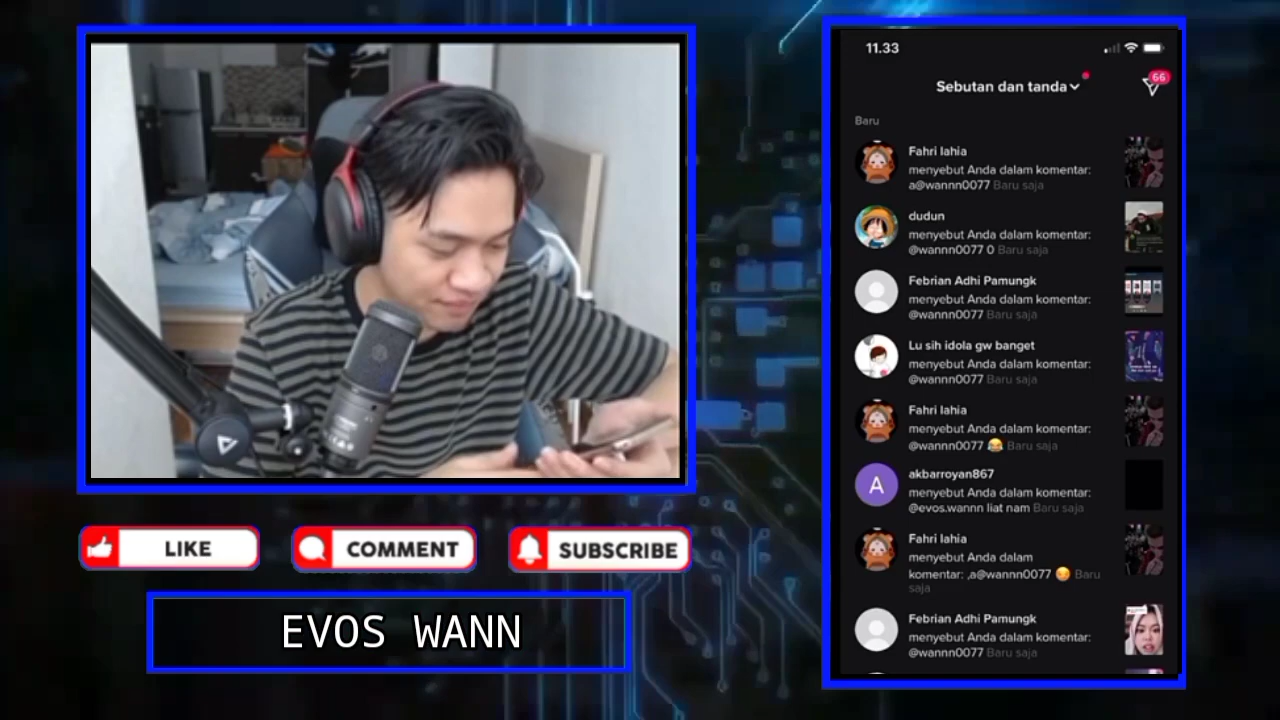 LIKE
COMMENT
SUBSCRIBE
EVOS WANN
11.33
Sebutan dan tanda
66
Baru
Fahri lahia
menyebut Anda dalam komentar:
a@wannn0077 Baru saja
dudun
menyebut Anda dalam komentar:
@wannn0077 0 Baru saja
Febrian Adhi Pamungk
menyebut Anda dalam komentar:
@wannn0077 Baru saja
Lu sih idola gw banget
menyebut Anda dalam komentar:
@wannn0077 Baru saja
Fahri lahia
menyebut Anda dalam komentar:
@wannn0077 😂 Baru saja
A
akbarroyan867
menyebut Anda dalam komentar:
@evos.wannn liat nam Baru saja
Fahri lahia
menyebut Anda dalam
komentar: ,a@wannn0077 😏 Baru
saja
Febrian Adhi Pamungk
menyebut Anda dalam komentar:
@wannn0077 Baru saja